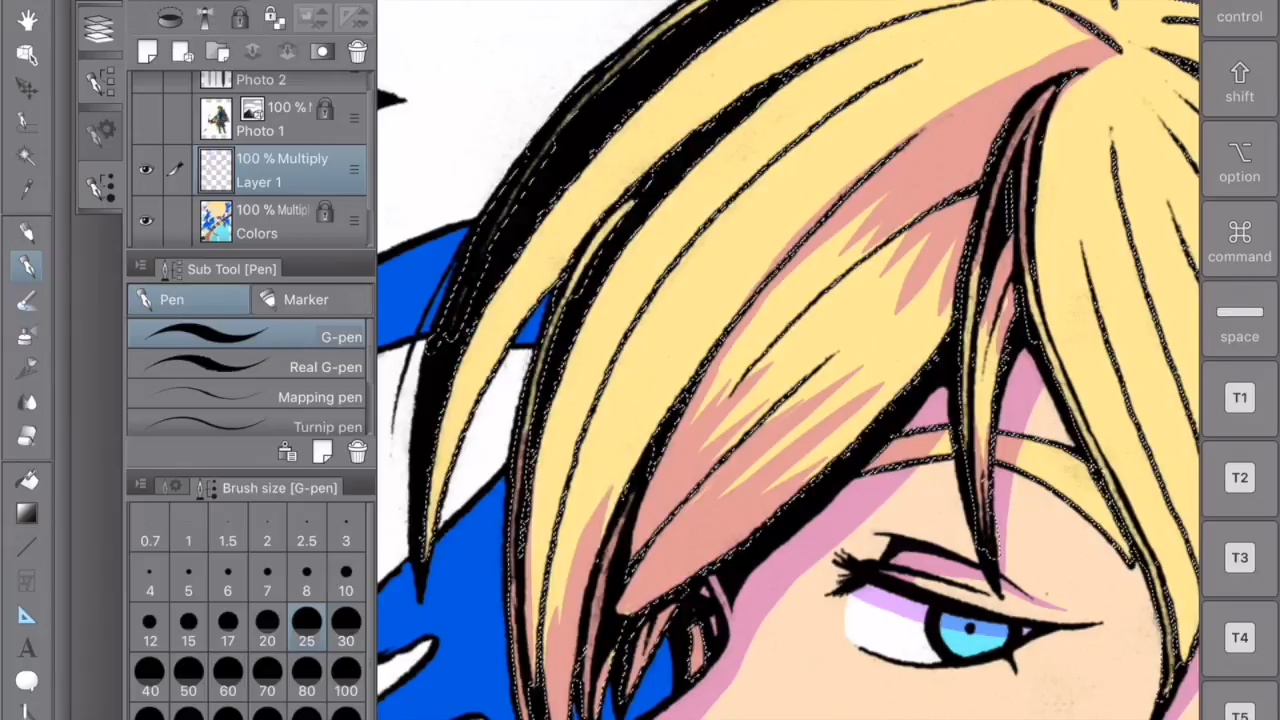 Photo 2
100 %
Photo 1
100 % Multiply
Layer 1
100 % Multipl
Colors
Sub Tool [Pen]
Pen
Marker
G-pen
Real G-pen
Mapping pen
Turnip pen
Brush size [G-pen]
0.7 1 1.5 2 2.5 3
4 5 6 7 8 10
12 15 17 20 25 30
40 50 60 70 80 100
control
shift
option
command
space
T1
T2
T3
T4
T5